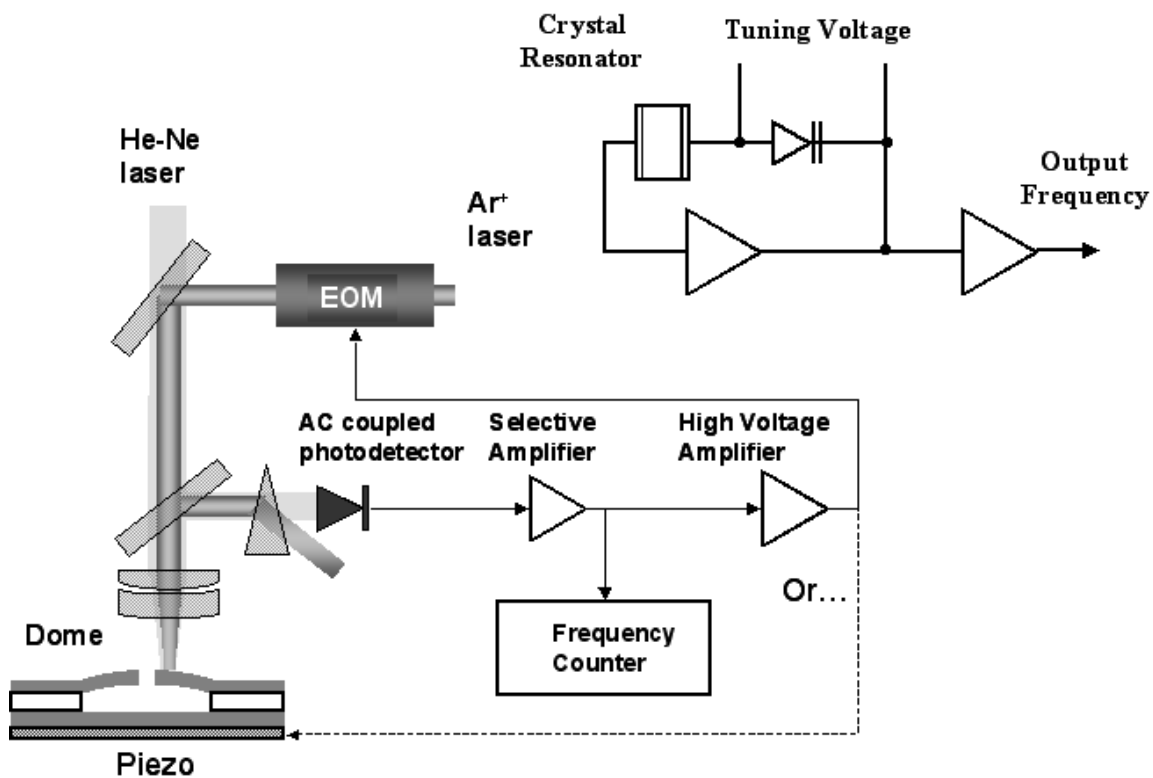 Crystal
Resonator
Tuning Voltage
He-Ne
laser
Output
Frequency
Ar⁺
laser
EOM
AC coupled
photodetector
Selective
Amplifier
High Voltage
Amplifier
Or...
Dome
Frequency
Counter
Piezo